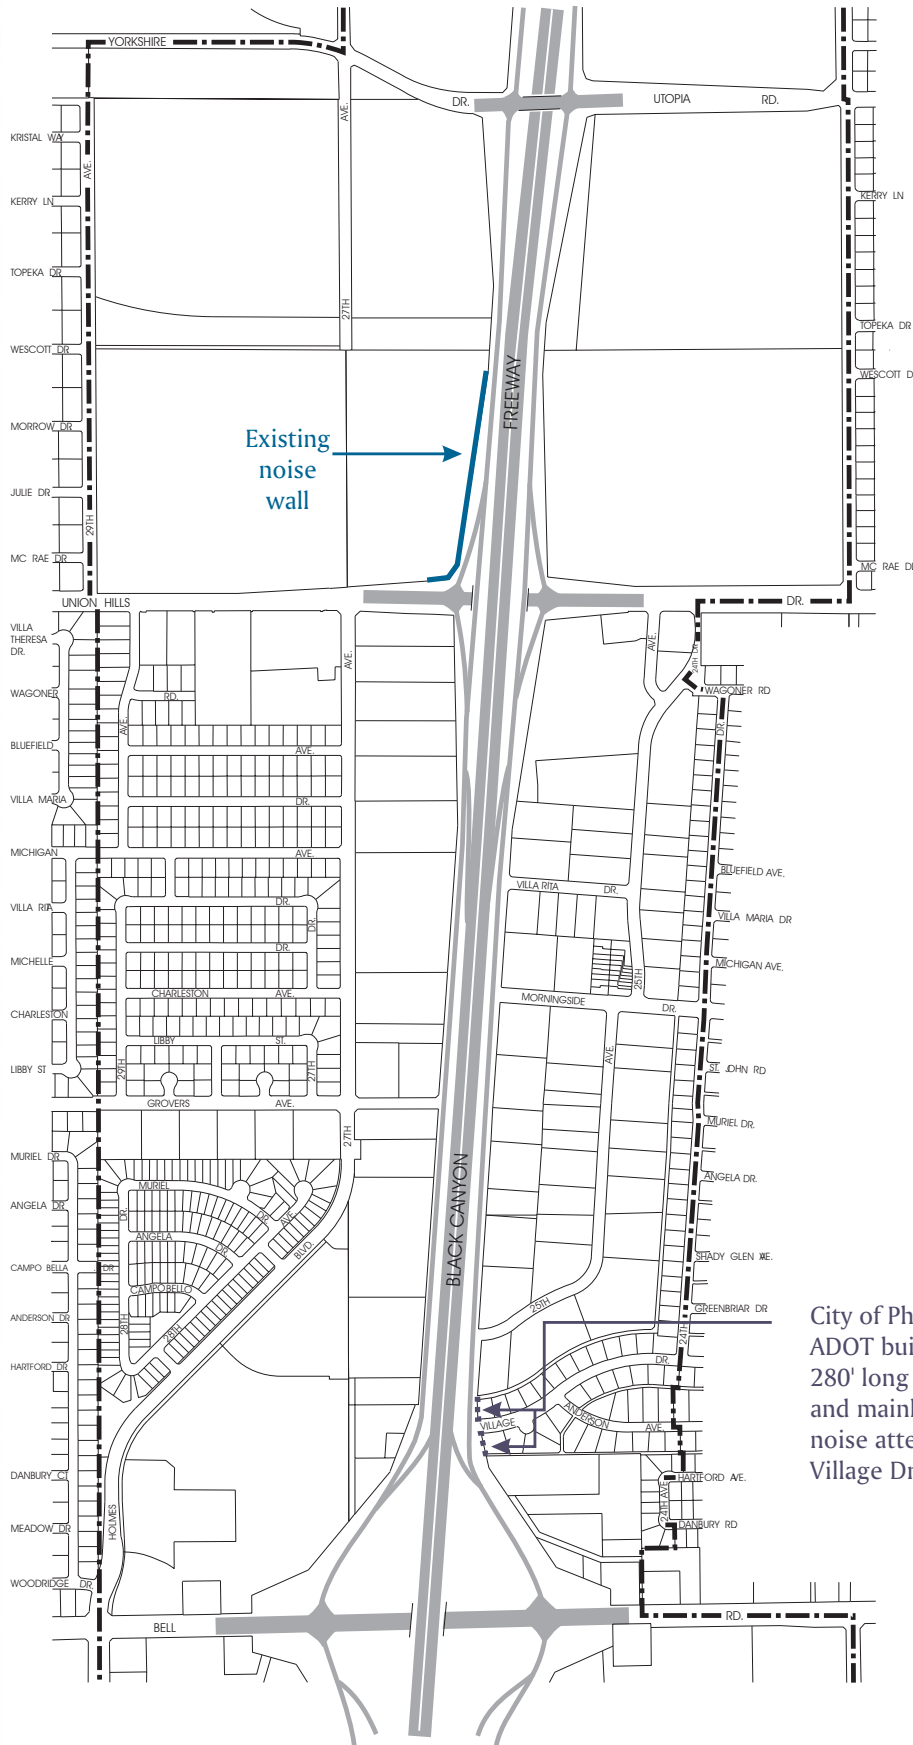 YORKSHIRE
DR.
UTOPIA RD.
AVE.
KRISTAL WAY
AVE.
KERRY LN
KERRY LN
TOPEKA DR
27TH
TOPEKA DR
WESCOTT DR
FREEWAY
MORROW DR
Existing
noise
wall
JULIE DR
29TH
MC RAE DR
UNION HILLS
DR.
VILLA
THERESA
DR.
AVE.
AVE.
24TH DR.
WAGONER
RD.
WAGONER RD
AVE.
DR.
BLUEFIELD
AVE.
VILLA MARIA
DR.
MICHIGAN
AVE.
BLUEFIELD AVE.
VILLA RITA
DR.
VILLA RITA DR.
DR.
VILLA MARIA DR
MICHELLE
DR.
MICHIGAN AVE.
25TH
CHARLESTON AVE.
MORNINGSIDE
DR.
CHARLESTON
LIBBY ST.
AVE.
LIBBY ST
29TH
27TH
ST. JOHN RD
GROVERS AVE.
27TH
MURIEL DR.
MURIEL DR
MURIEL
DR.
ANGELA DR.
ANGELA DR
DR.
AVE.
ANGELA
DR.
BLVD.
BLACK CANYON
SHADY GLEN AVE.
CAMPO BELLA DR
CAMPO BELLO
25TH
GREENBRIAR DR
ANDERSON DR
28TH
28TH
24TH
City of Ph
ADOT bui
280' long
and mainl
noise atte
Village Dr
HARTFORD DR
DR.
VILLAGE
ANDERSON
AVE.
DANBURY CT
HARTFORD AVE.
24TH AVE.
HOLMES
MEADOW DR
DANBURY RD
WOODRIDGE DR.
BELL
RD.